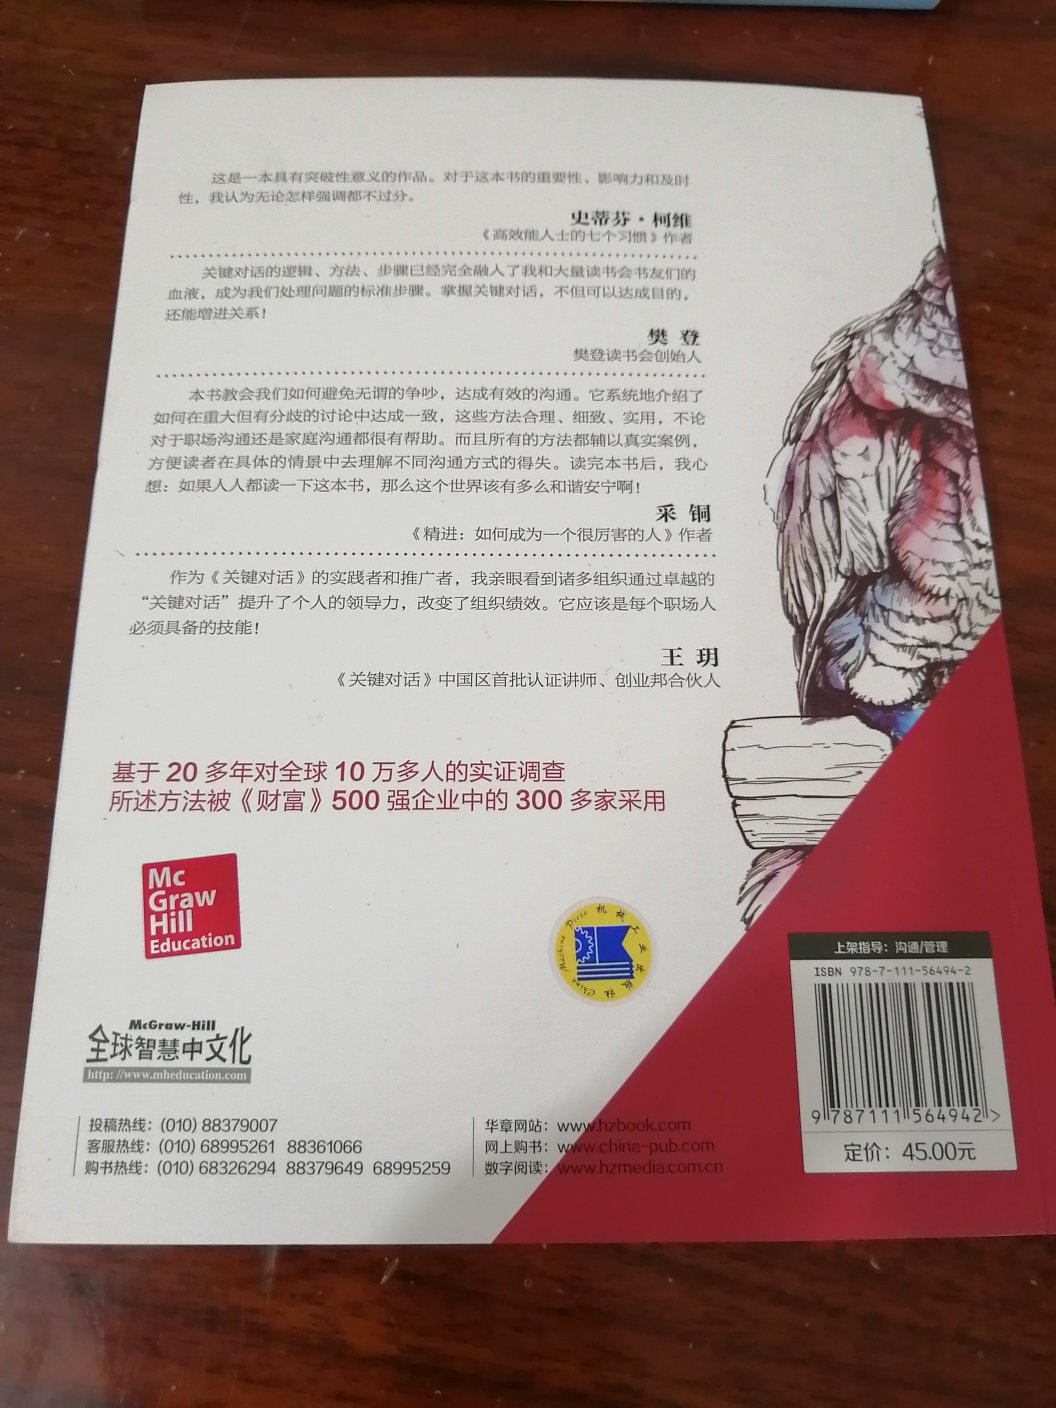 这是一本具有突破性意义的作品。对于这本书的重要性、影响力和及时
性，我认为无论怎样强调都不过分。
史蒂芬·柯维
《高效能人士的七个习惯》作者
关键对话的逻辑、方法、步骤已经完全融入了我和大量读书会书友们的
血液，成为我们处理问题的标准步骤。掌握关键对话，不但可以达成目的，
还能增进关系！
樊 登
樊登读书会创始人
本书教会我们如何避免无谓的争吵，达成有效的沟通。它系统地介绍了
如何在重大但有分歧的讨论中达成一致，这些方法合理、细致、实用，不论
对于职场沟通还是家庭沟通都很有帮助。而且所有的方法都辅以真实案例，
方便读者在具体的情景中去理解不同沟通方式的得失。读完本书后，我心
想：如果人人都读一下这本书，那么这个世界该有多么和谐安宁啊！
采 铜
《精进：如何成为一个很厉害的人》作者
作为《关键对话》的实践者和推广者，我亲眼看到诸多组织通过卓越的
“关键对话”提升了个人的领导力，改变了组织绩效。它应该是每个职场人
必须具备的技能！
王 玥
《关键对话》中国区首批认证讲师、创业邦合伙人
基于 20 多年对全球 10 万多人的实证调查
所述方法被《财富》500 强企业中的 300 多家采用
Mc
Graw
Hill
Education
机械工业出版社
China Machine Press
上架指导：沟通/管理
ISBN 978-7-111-56494-2
9 787111 564942 >
定价：45.00元
McGraw-Hill
全球智慧中文化
http: //www.mheducation.com
投稿热线：(010) 88379007
客服热线：(010) 68995261 88361066
购书热线：(010) 68326294 88379649 68995259
华章网站：www.hzbook.com
网上购书：www.china-pub.com
数字阅读：www.hzmedia.com.cn